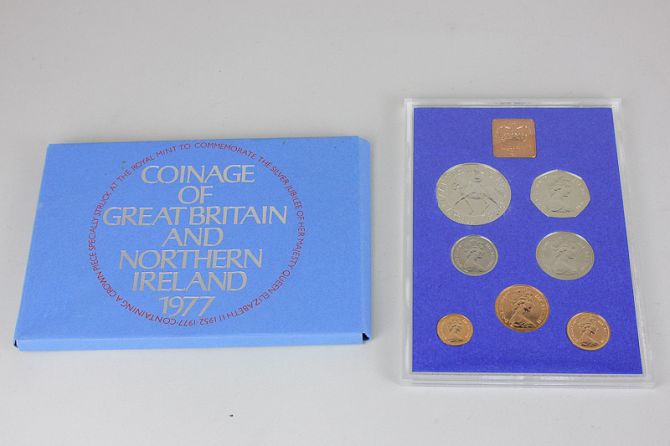 COINAGE
OF
GREAT BRITAIN
AND
NORTHERN
IRELAND
1977
CONTAINING A CROWN PIECE SPECIALLY STRUCK AT THE ROYAL MINT TO COMMEMORATE THE SILVER JUBILEE OF HER MAJESTY QUEEN ELIZABETH II 1952·1977·